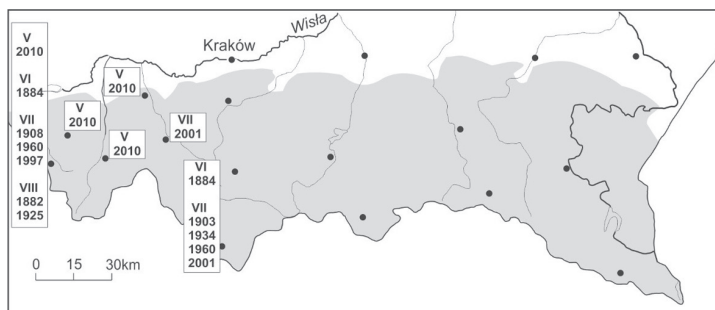 V
2010
VI
1884
VII
1908
1960
1997
VIII
1882
1925
V
2010
V
2010
V
2010
VII
2001
VI
1884
VII
1903
1934
1960
2001
Kraków
Wisła
0 15 30km